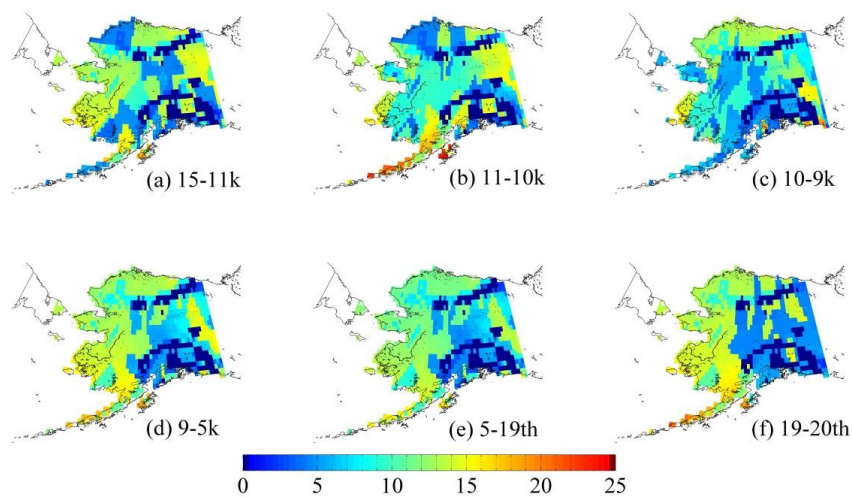 (a) 15-11k
(b) 11-10k
(c) 10-9k
(d) 9-5k
(e) 5-19th
(f) 19-20th
0 5 10 15 20 25